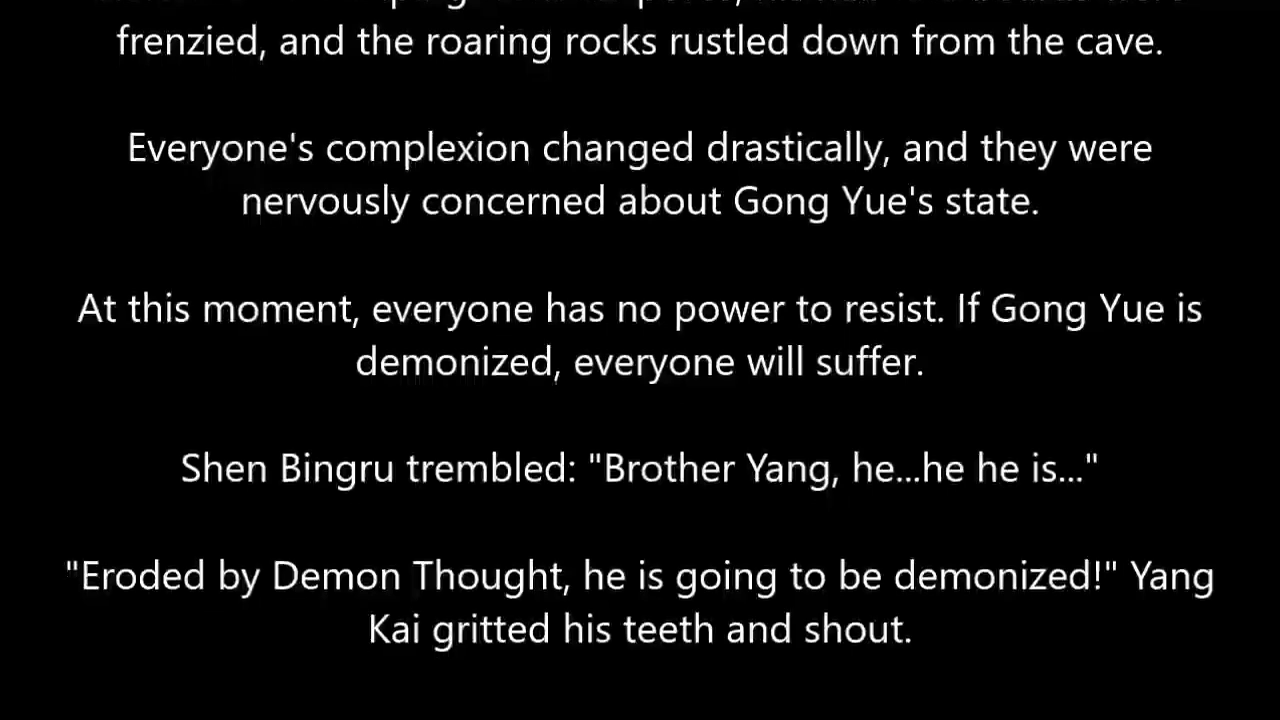 frenzied, and the roaring rocks rustled down from the cave.
Everyone's complexion changed drastically, and they were
nervously concerned about Gong Yue's state.
At this moment, everyone has no power to resist. If Gong Yue is
demonized, everyone will suffer.
Shen Bingru trembled: "Brother Yang, he...he he is..."
"Eroded by Demon Thought, he is going to be demonized!" Yang
Kai gritted his teeth and shout.